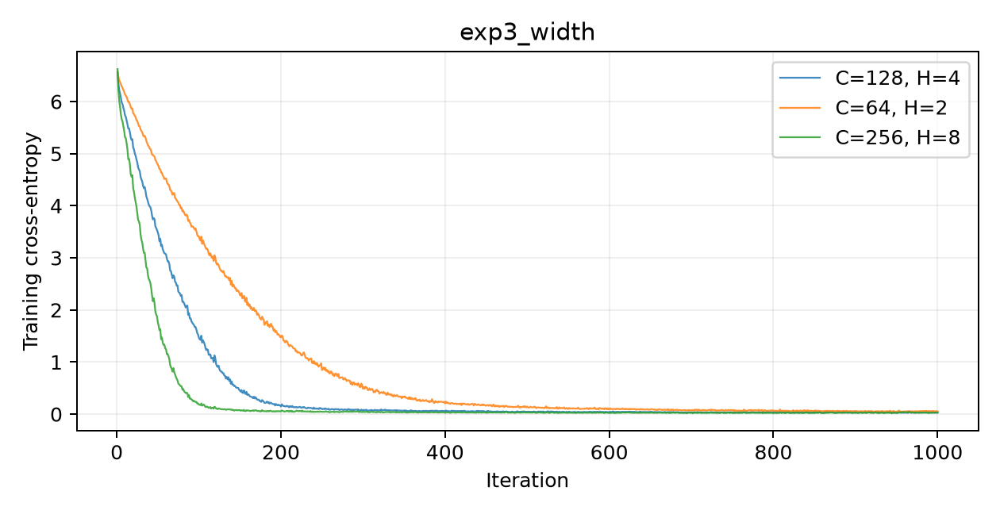 exp3_width
Training cross-entropy
6
5
4
3
2
1
0
C=128, H=4
C=64, H=2
C=256, H=8
0 200 400 600 800 1000
Iteration